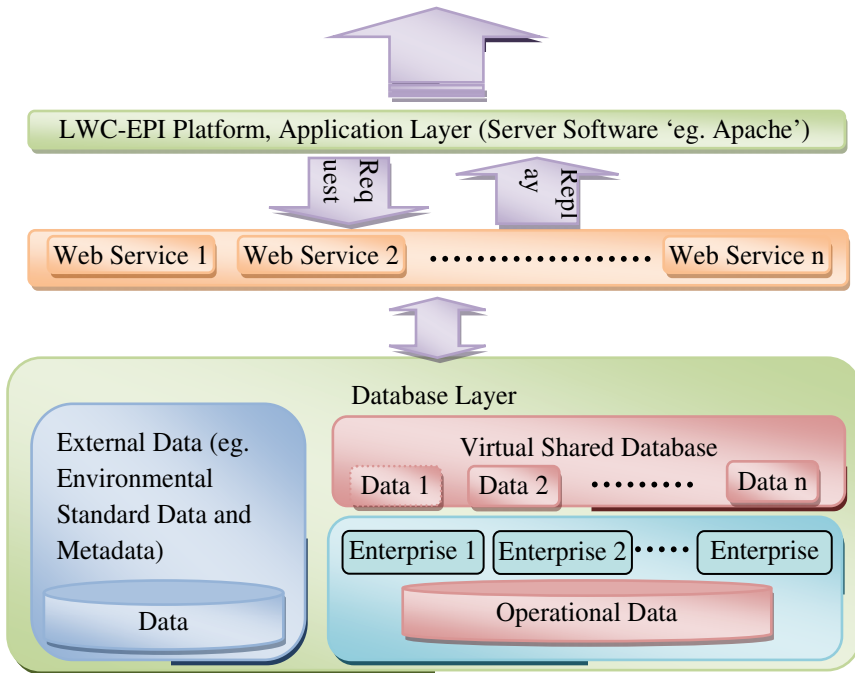 LWC-EPI Platform, Application Layer (Server Software ‘eg. Apache’)
Req
uest
Repl
ay
Web Service 1
Web Service 2
....................
Web Service n
Database Layer
External Data (eg.
Environmental
Standard Data and
Metadata)
Data
Virtual Shared Database
Data 1
Data 2
.........
Data n
Enterprise 1
Enterprise 2
.....
Enterprise
Operational Data